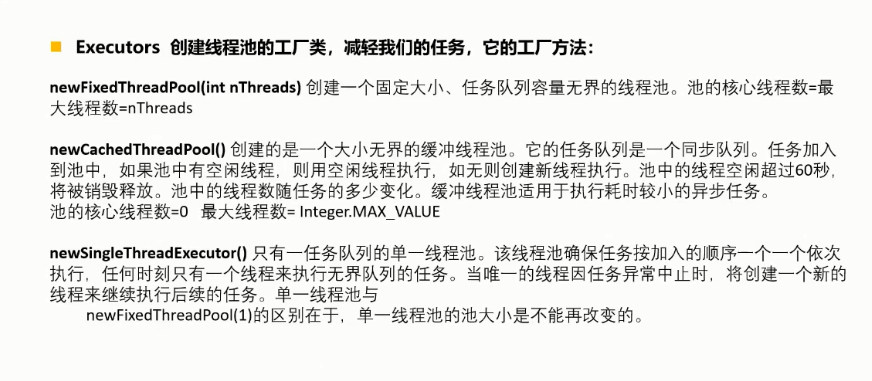 Executors 创建线程池的工厂类，减轻我们的任务，它的工厂方法：
newFixedThreadPool(int nThreads) 创建一个固定大小、任务队列容量无界的线程池。池的核心线程数=最
大线程数=nThreads
newCachedThreadPool() 创建的是一个大小无界的缓冲线程池。它的任务队列是一个同步队列。任务加入
到池中，如果池中有空闲线程，则用空闲线程执行，如无则创建新线程执行。池中的线程空闲超过60秒，
将被销毁释放。池中的线程数随任务的多少变化。缓冲线程池适用于执行耗时较小的异步任务。
池的核心线程数=0 最大线程数= Integer.MAX_VALUE
newSingleThreadExecutor() 只有一任务队列的单一线程池。该线程池确保任务按加入的顺序一个一个依次
执行，任何时刻只有一个线程来执行无界队列的任务。当唯一的线程因任务异常中止时，将创建一个新的
线程来继续执行后续的任务。单一线程池与
newFixedThreadPool(1)的区别在于，单一线程池的池大小是不能再改变的。